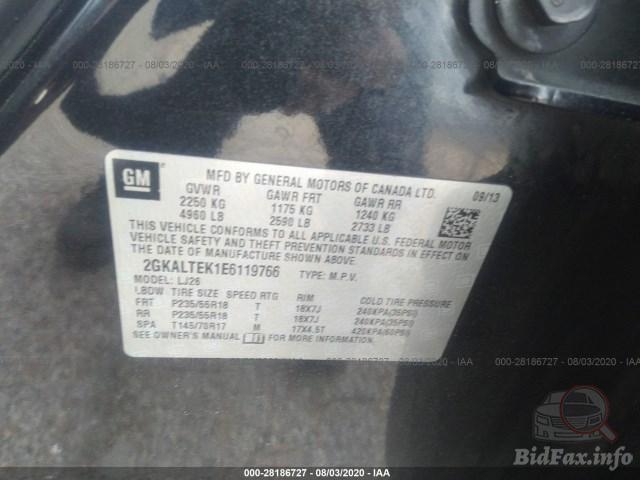 000-28186727 - 08/03/2020 - IAA
GM
MFD BY GENERAL MOTORS OF CANADA LTD.
09/13
GVWR GAWR FRT GAWR RR
2250 KG 1175 KG 1240 KG
4960 LB 2590 LB 2733 LB
THIS VEHICLE CONFORMS TO ALL APPLICABLE U.S. FEDERAL MOTOR
VEHICLE SAFETY AND THEFT PREVENTION STANDARDS IN EFFECT ON
THE DATE OF MANUFACTURE SHOWN ABOVE.
2GKALTEK1E6119766 TYPE: M.P.V.
MODEL: LJ26
LBDW TIRE SIZE SPEED RTG RIM COLD TIRE PRESSURE
FRT P235/55R18 T 18X7J 240KPA(35PSI)
RR P235/55R18 T 18X7J 240KPA(35PSI)
SPA T145/70R17 M 17X4.5T 420KPA(60PSI)
SEE OWNER'S MANUAL
000-28186727 - 08/03/2020 - IAA
BidFax.info